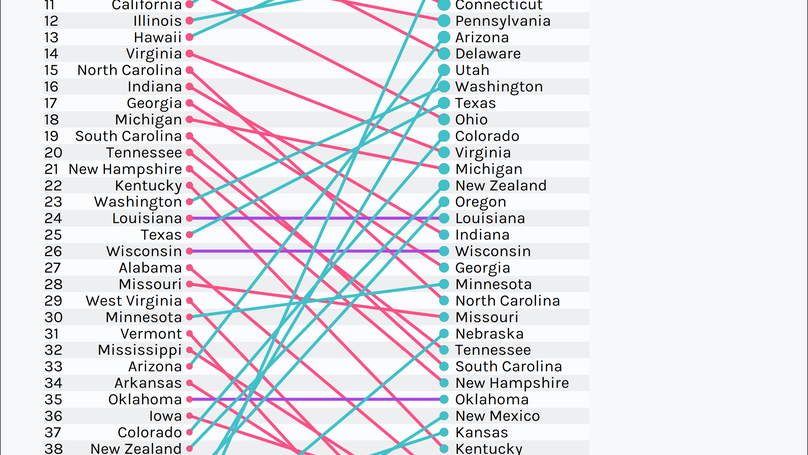 11 California Connecticut
12 Illinois Pennsylvania
13 Hawaii Arizona
14 Virginia Delaware
15 North Carolina Utah
16 Indiana Washington
17 Georgia Texas
18 Michigan Ohio
19 South Carolina Colorado
20 Tennessee Virginia
21 New Hampshire Michigan
22 Kentucky New Zealand
23 Washington Oregon
24 Louisiana Louisiana
25 Texas Indiana
26 Wisconsin Wisconsin
27 Alabama Georgia
28 Missouri Minnesota
29 West Virginia North Carolina
30 Minnesota Missouri
31 Vermont Nebraska
32 Mississippi Tennessee
33 Arizona South Carolina
34 Arkansas New Hampshire
35 Oklahoma Oklahoma
36 Iowa New Mexico
37 Colorado Kansas
38 New Zealand Kentucky